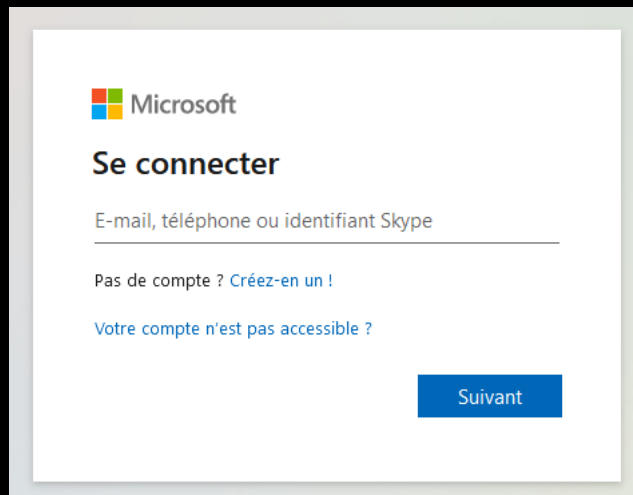 Microsoft
Se connecter
E-mail, téléphone ou identifiant Skype
Pas de compte ? Créez-en un !
Votre compte n'est pas accessible ?
Suivant